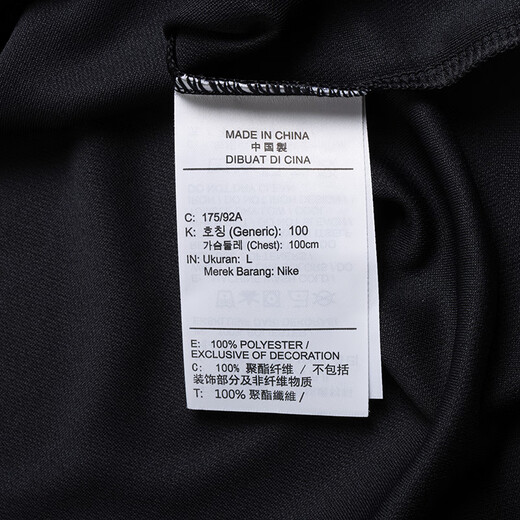 MADE IN CHINA
中国製
DIBUAT DI CINA
C: 175/92A
K: 호칭 (Generic): 100
가슴둘레 (Chest): 100cm
IN: Ukuran: L
Merek Barang: Nike
E: 100% POLYESTER /
EXCLUSIVE OF DECORATION
C: 100% 聚酯纤维 / 不包括
装饰部分及非纤维物质
T: 100% 聚酯纖維 /